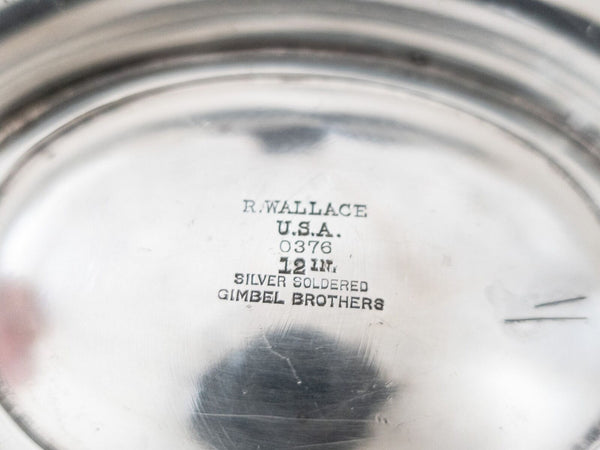 R.WALLACE
U.S.A.
0376
12 IN.
SILVER SOLDERED
GIMBEL BROTHERS